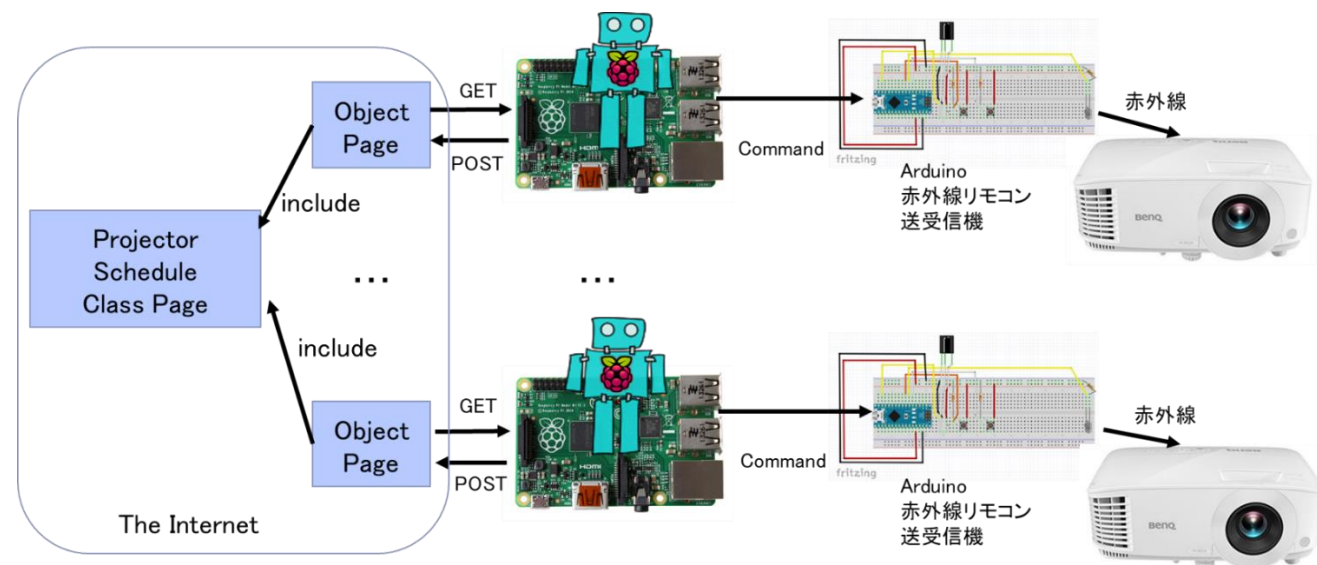 Object
Page
GET
POST
include
Projector
Schedule
Class Page
...
include
Object
Page
GET
POST
The Internet
HDMI
Command
fritzing
Arduino
赤外線リモコン
送受信機
赤外線
BenQ
...
HDMI
Command
fritzing
Arduino
赤外線リモコン
送受信機
赤外線
BenQ